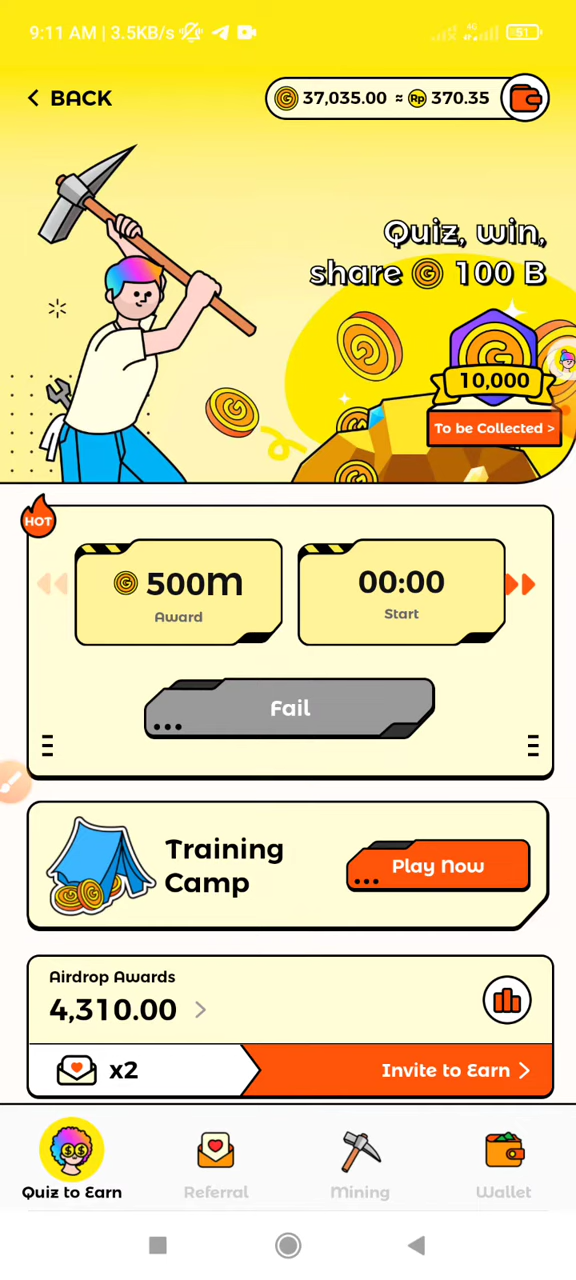 9:11 AM | 3.5KB/s
4G
51
BACK
G 37,035.00 ≈ Rp 370.35
Quiz, win,
share G 100 B
10,000
To be Collected >
HOT
G 500m
Award
00:00
Start
Fail
Training
Camp
Play Now
Airdrop Awards
4,310.00
x2
Invite to Earn
Quiz to Earn
Referral
Mining
Wallet